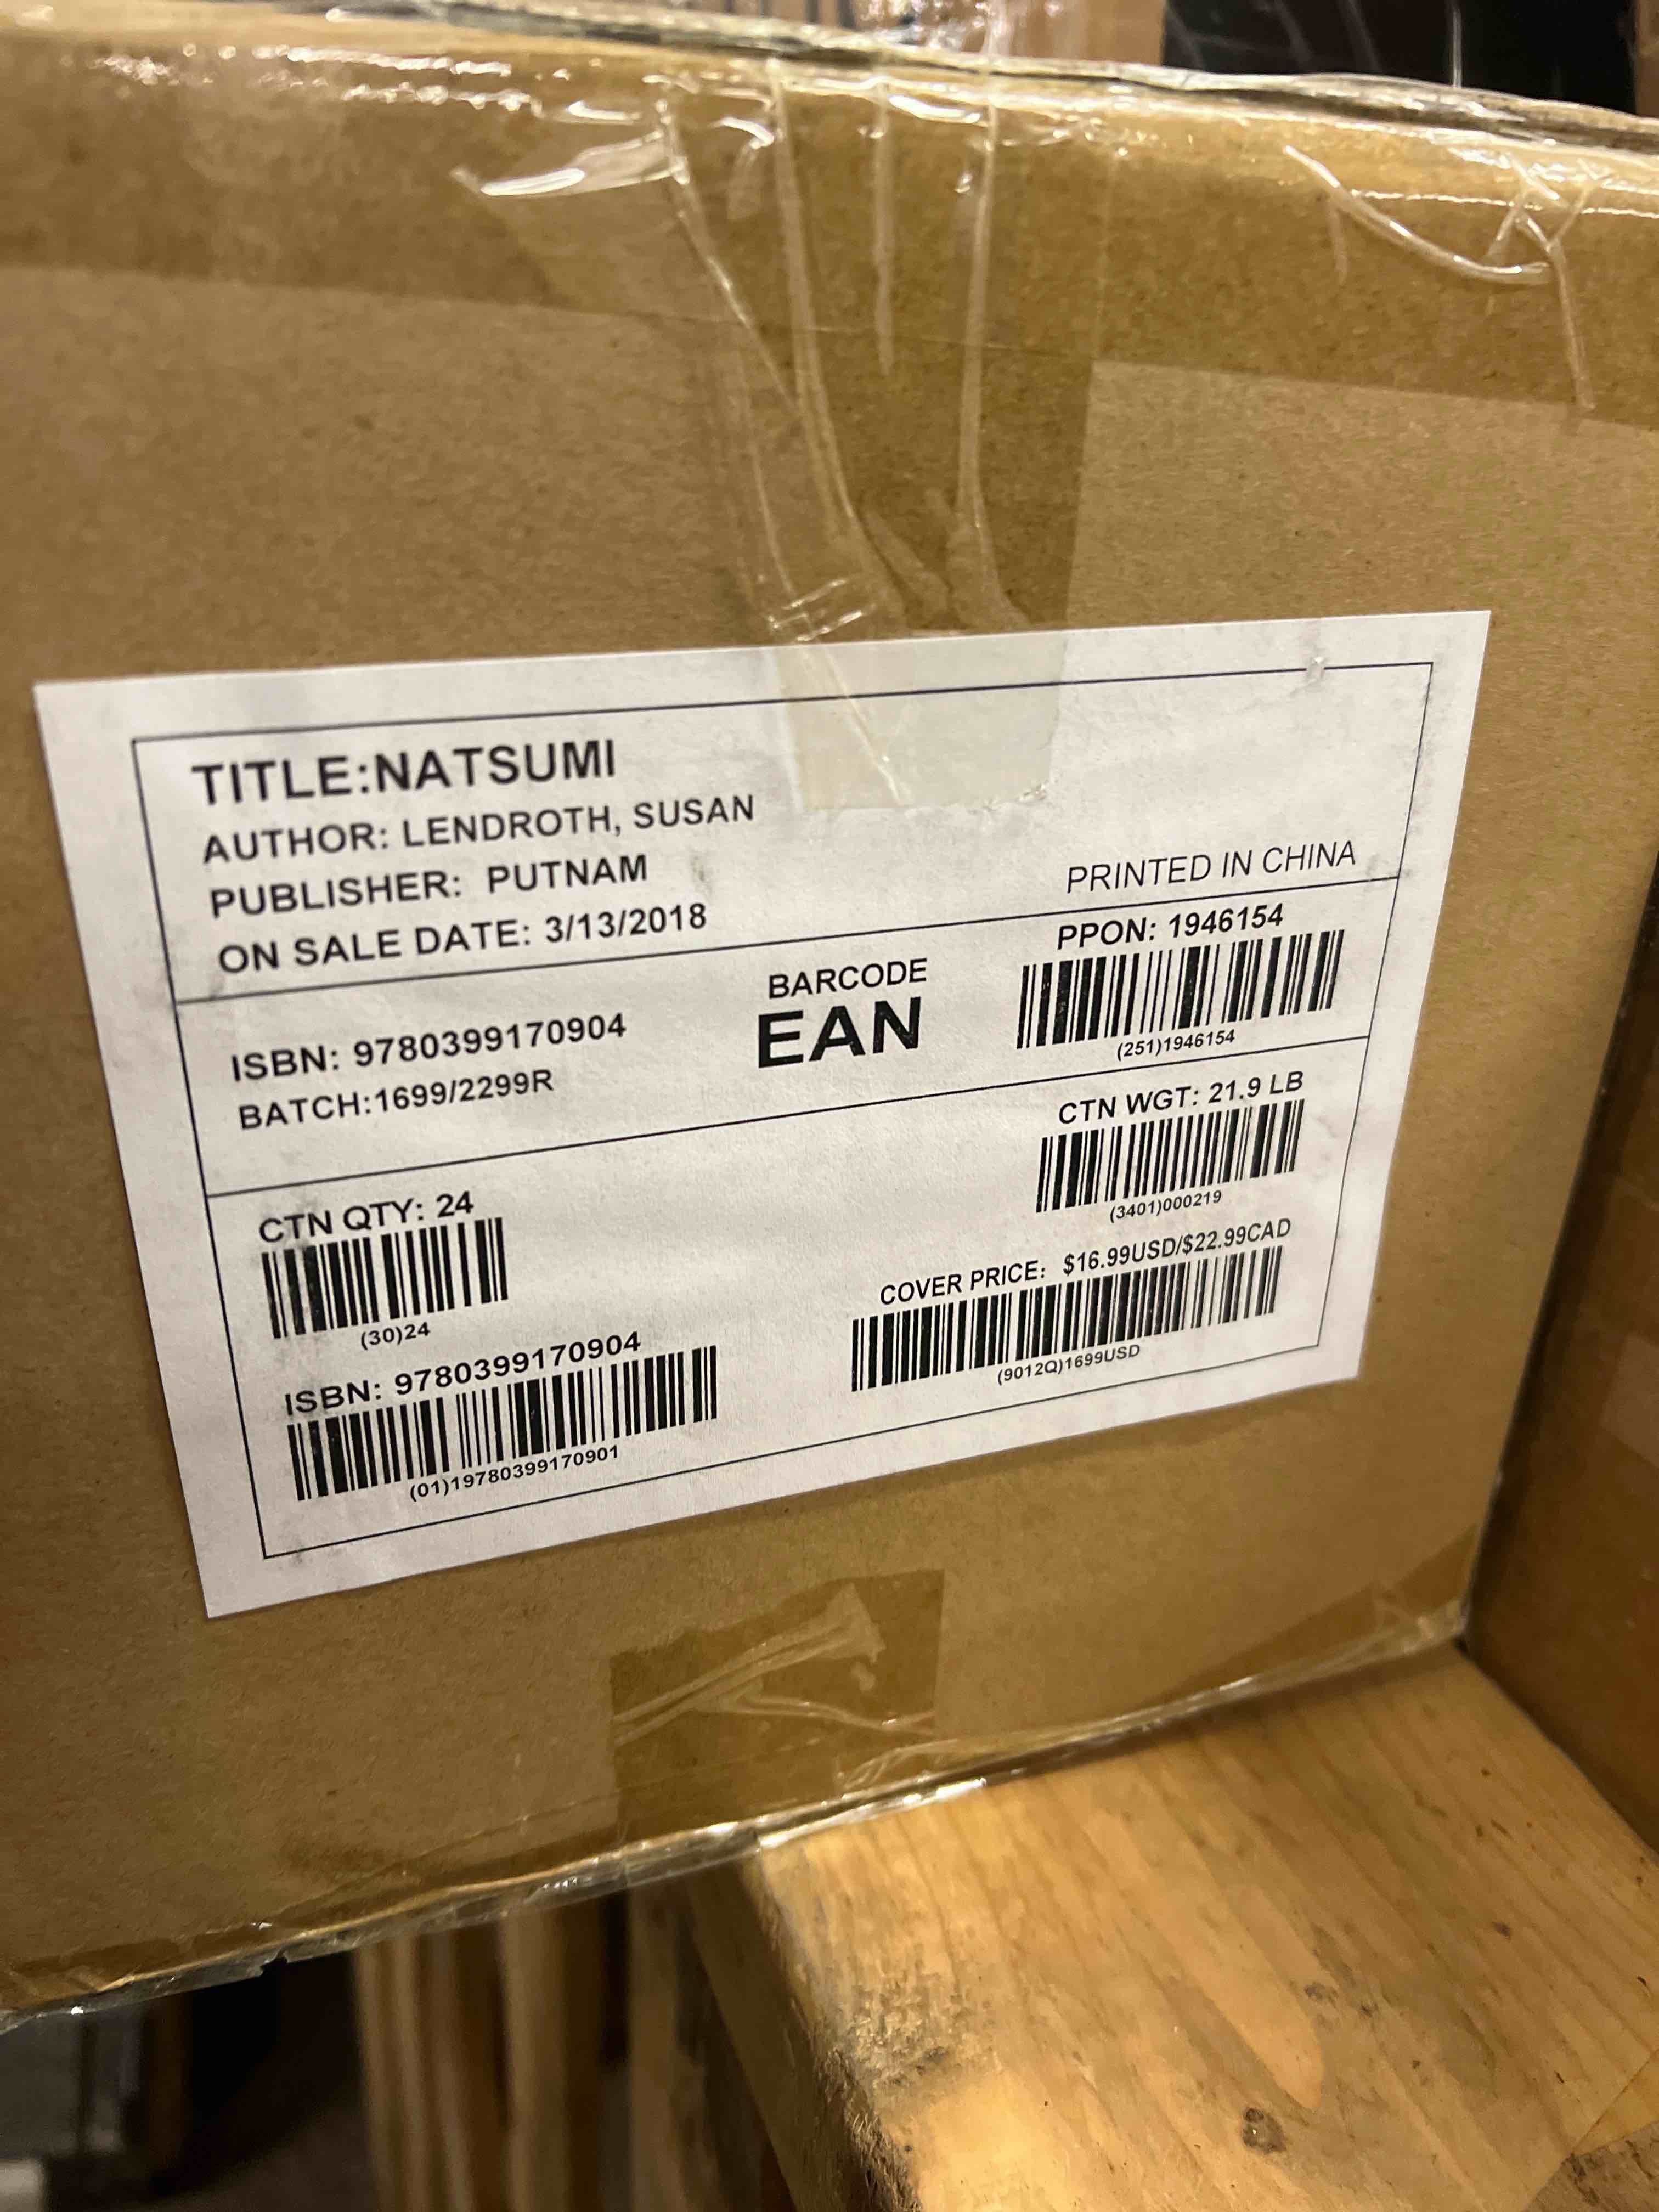 TITLE:NATSUMI
AUTHOR: LENDROTH, SUSAN
PUBLISHER: PUTNAM
ON SALE DATE: 3/13/2018
PRINTED IN CHINA
ISBN: 9780399170904
BATCH:1699/2299R
BARCODE
EAN
PPON: 1946154
(251)1946154
CTN QTY: 24
(30)24
CTN WGT: 21.9 LB
(3401)000219
ISBN: 9780399170904
(01)19780399170901
COVER PRICE: $16.99USD/$22.99CAD
(9012Q)1699USD